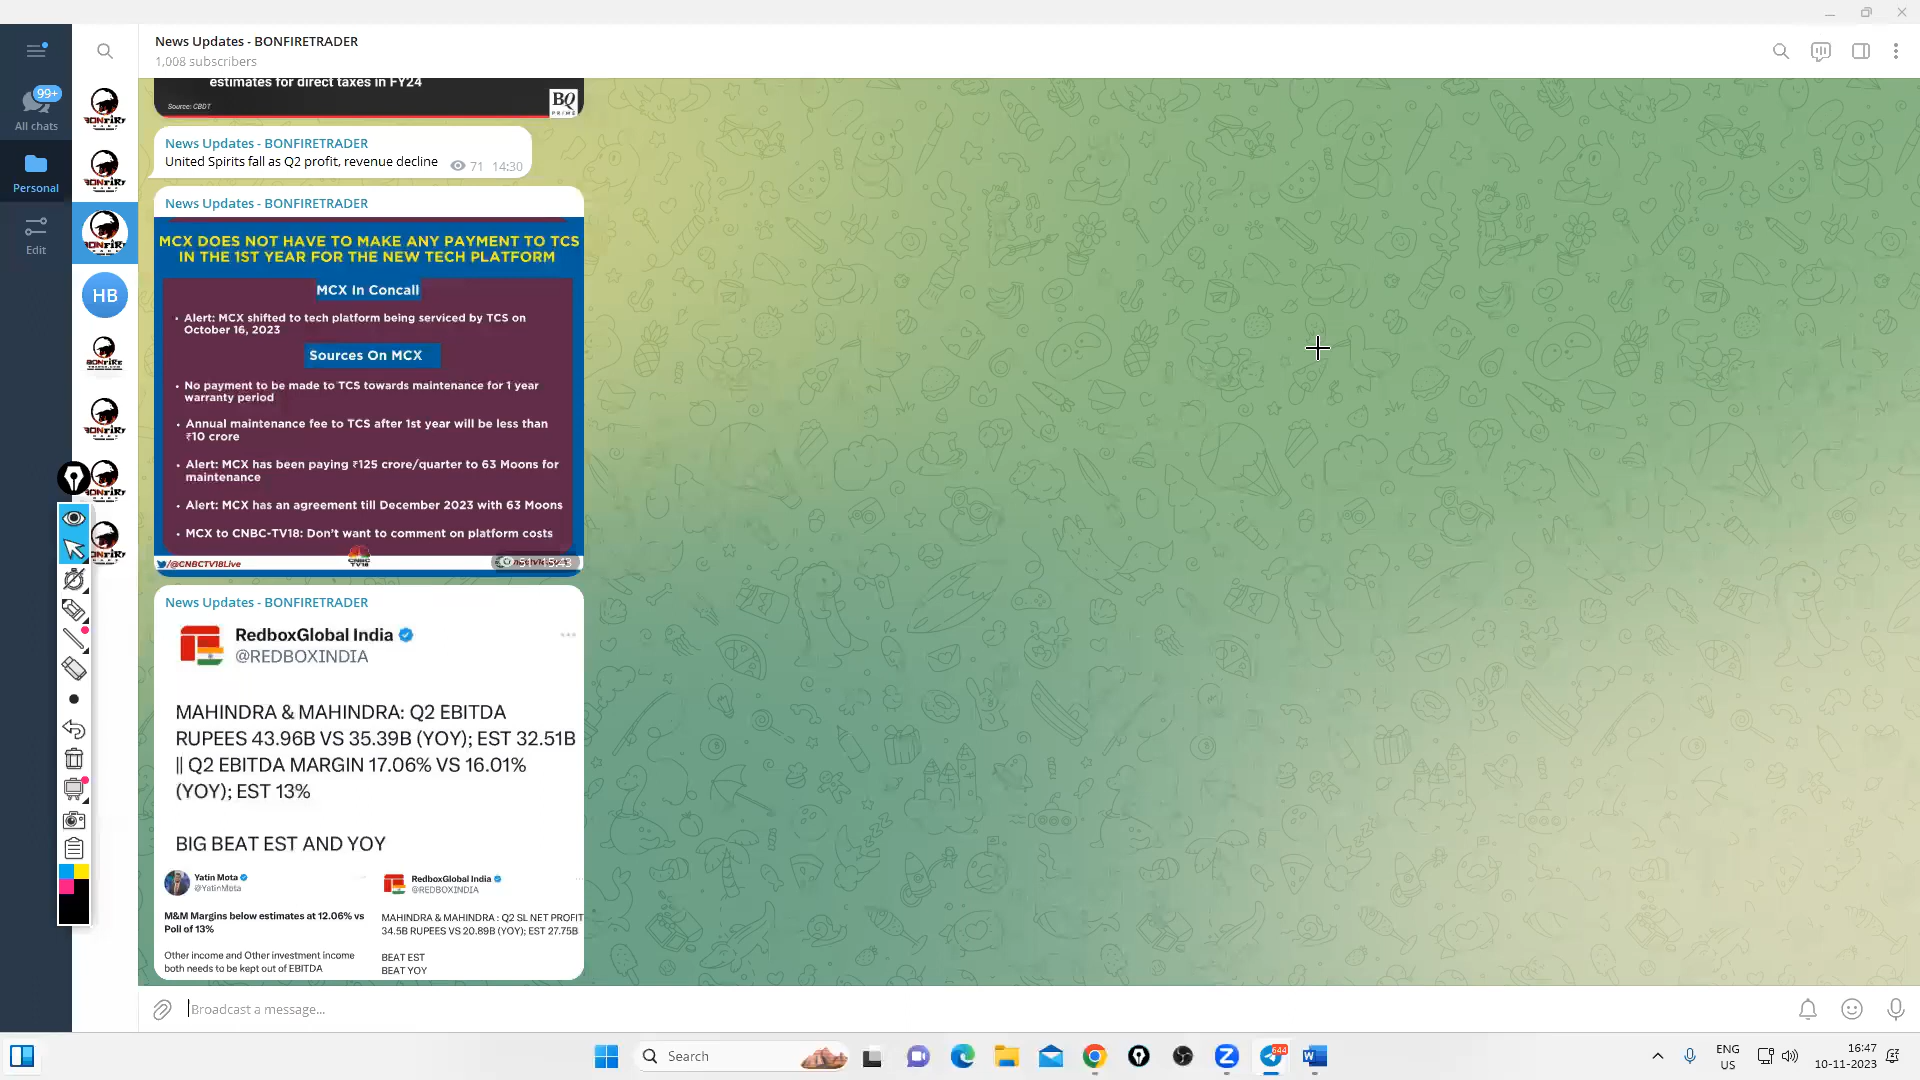 News Updates - BONFIRETRADER
1,008 subscribers
99+
All chats
Personal
Edit
HB
estimates for direct taxes in FY24
Source: CBDT
BQ
PRIME
News Updates - BONFIRETRADER
United Spirits fall as Q2 profit, revenue decline
71 14:30
News Updates - BONFIRETRADER
MCX DOES NOT HAVE TO MAKE ANY PAYMENT TO TCS
IN THE 1ST YEAR FOR THE NEW TECH PLATFORM
MCX In Concall
• Alert: MCX shifted to tech platform being serviced by TCS on
October 16, 2023
Sources On MCX
• No payment to be made to TCS towards maintenance for 1 year
warranty period
• Annual maintenance fee to TCS after 1st year will be less than
₹10 crore
• Alert: MCX has been paying ₹125 crore/quarter to 63 Moons for
maintenance
• Alert: MCX has an agreement till December 2023 with 63 Moons
• MCX to CNBC-TV18: Don't want to comment on platform costs
/@CNBCTV18Live
CNBC
TV18
News Updates - BONFIRETRADER
RedboxGlobal India
@REDBOXINDIA
MAHINDRA & MAHINDRA: Q2 EBITDA
RUPEES 43.96B VS 35.39B (YOY); EST 32.51B
|| Q2 EBITDA MARGIN 17.06% VS 16.01%
(YOY); EST 13%
BIG BEAT EST AND YOY
Yatin Mota
@YatinMota
M&M Margins below estimates at 12.06% vs
Poll of 13%
Other income and Other investment income
both needs to be kept out of EBITDA
RedboxGlobal India
@REDBOXINDIA
MAHINDRA & MAHINDRA : Q2 SL NET PROFIT
34.5B RUPEES VS 20.89B (YOY); EST 27.75B
BEAT EST
BEAT YOY
Broadcast a message...
Search
644
ENG
US
16:47
10-11-2023